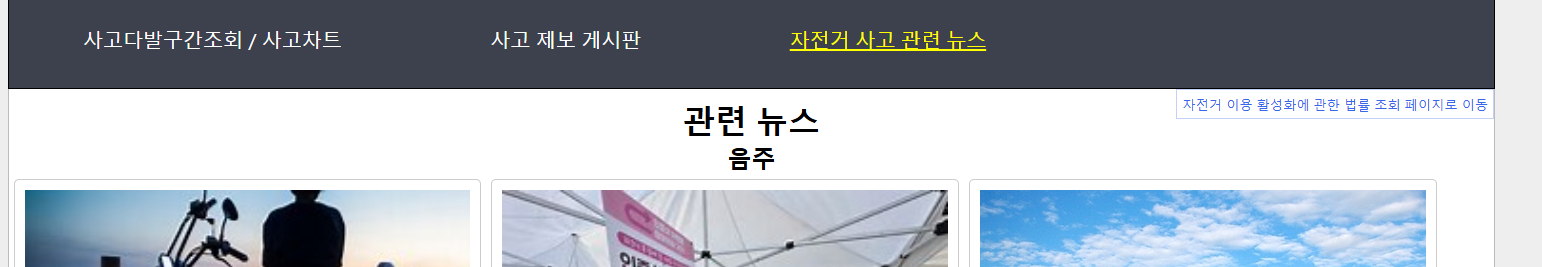 사고다발구간조회 / 사고차트
사고 제보 게시판
자전거 사고 관련 뉴스
자전거 이용 활성화에 관한 법률 조회 페이지로 이동
관련 뉴스
음주